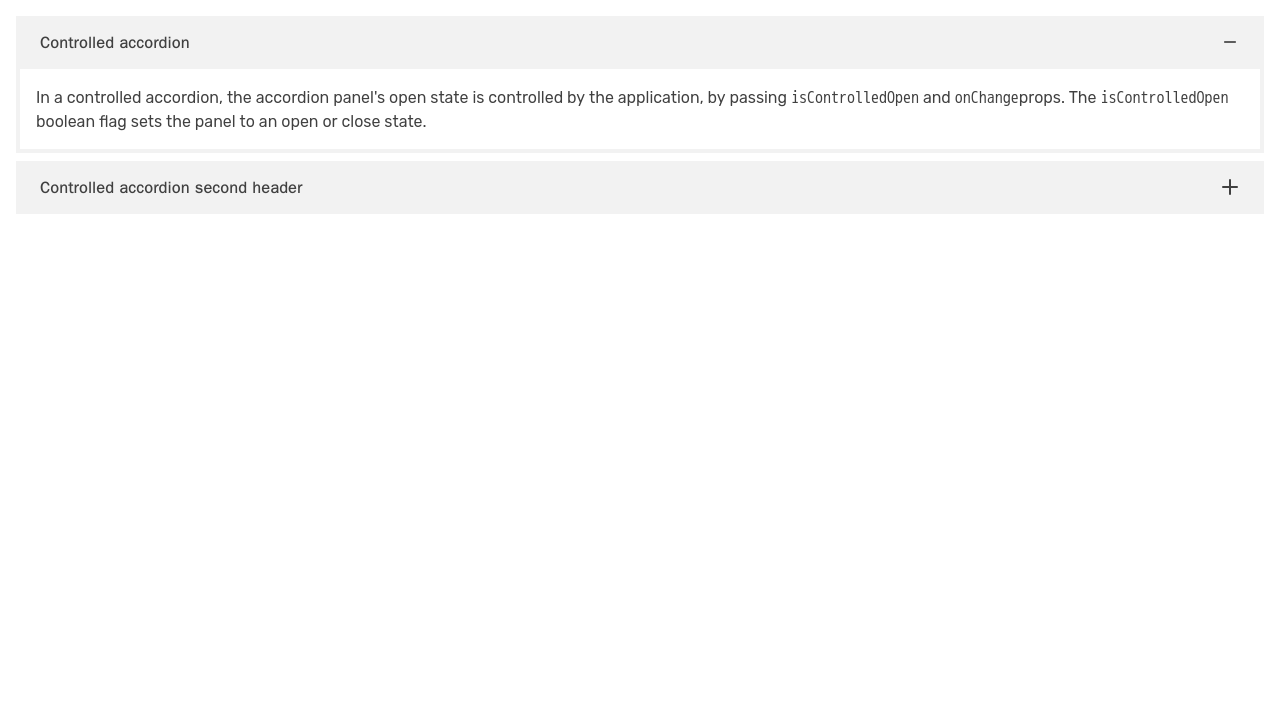 Controlled accordion
In a controlled accordion, the accordion panel's open state is controlled by the application, by passing isControlledOpen and onChangeprops. The isControlledOpen
boolean flag sets the panel to an open or close state.
Controlled accordion second header